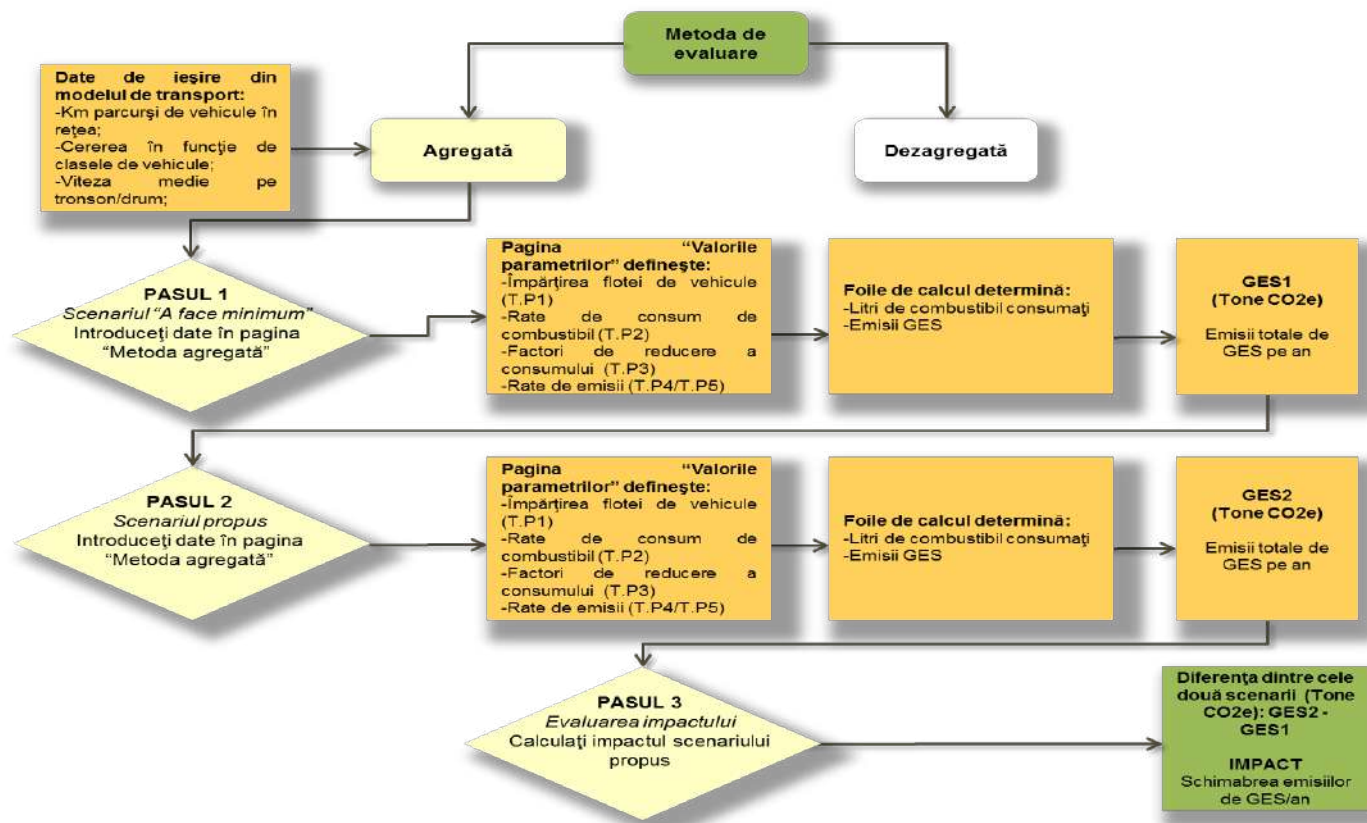 Metoda de
evaluare
Date de ieşire din
modelul de transport:
-Km parcurşi de vehicule în
reţea;
-Cererea în funcţie de
clasele de vehicule;
-Viteza medie pe
tronson/drum;
Agregată
Dezagregată
PASUL 1
Scenariul "A face minimum"
Introduceţi date în pagina
"Metoda agregată"
Pagina "Valorile
parametrilor" defineşte:
-Împărţirea flotei de vehicule
(T.P1)
-Rate de consum de
combustibil (T.P2)
-Factori de reducere a
consumului (T.P3)
-Rate de emisii (T.P4/T.P5)
Foile de calcul determină:
-Litri de combustibil consumaţi
-Emisii GES
GES1
(Tone CO2e)
Emisii totale de
GES pe an
PASUL 2
Scenariul propus
Introduceţi date în pagina
"Metoda agregată"
Pagina "Valorile
parametrilor" defineşte:
-Împărţirea flotei de vehicule
(T.P1)
-Rate de consum de
combustibil (T.P2)
-Factori de reducere a
consumului (T.P3)
-Rate de emisii (T.P4/T.P5)
Foile de calcul determină:
-Litri de combustibil consumaţi
-Emisii GES
GES2
(Tone CO2e)
Emisii totale de
GES pe an
PASUL 3
Evaluarea impactului
Calculaţi impactul scenariului
propus
Diferenţa dintre cele
două scenarii (Tone
CO2e): GES2 -
GES1
IMPACT
Schimabrea emisiilor
de GES/an